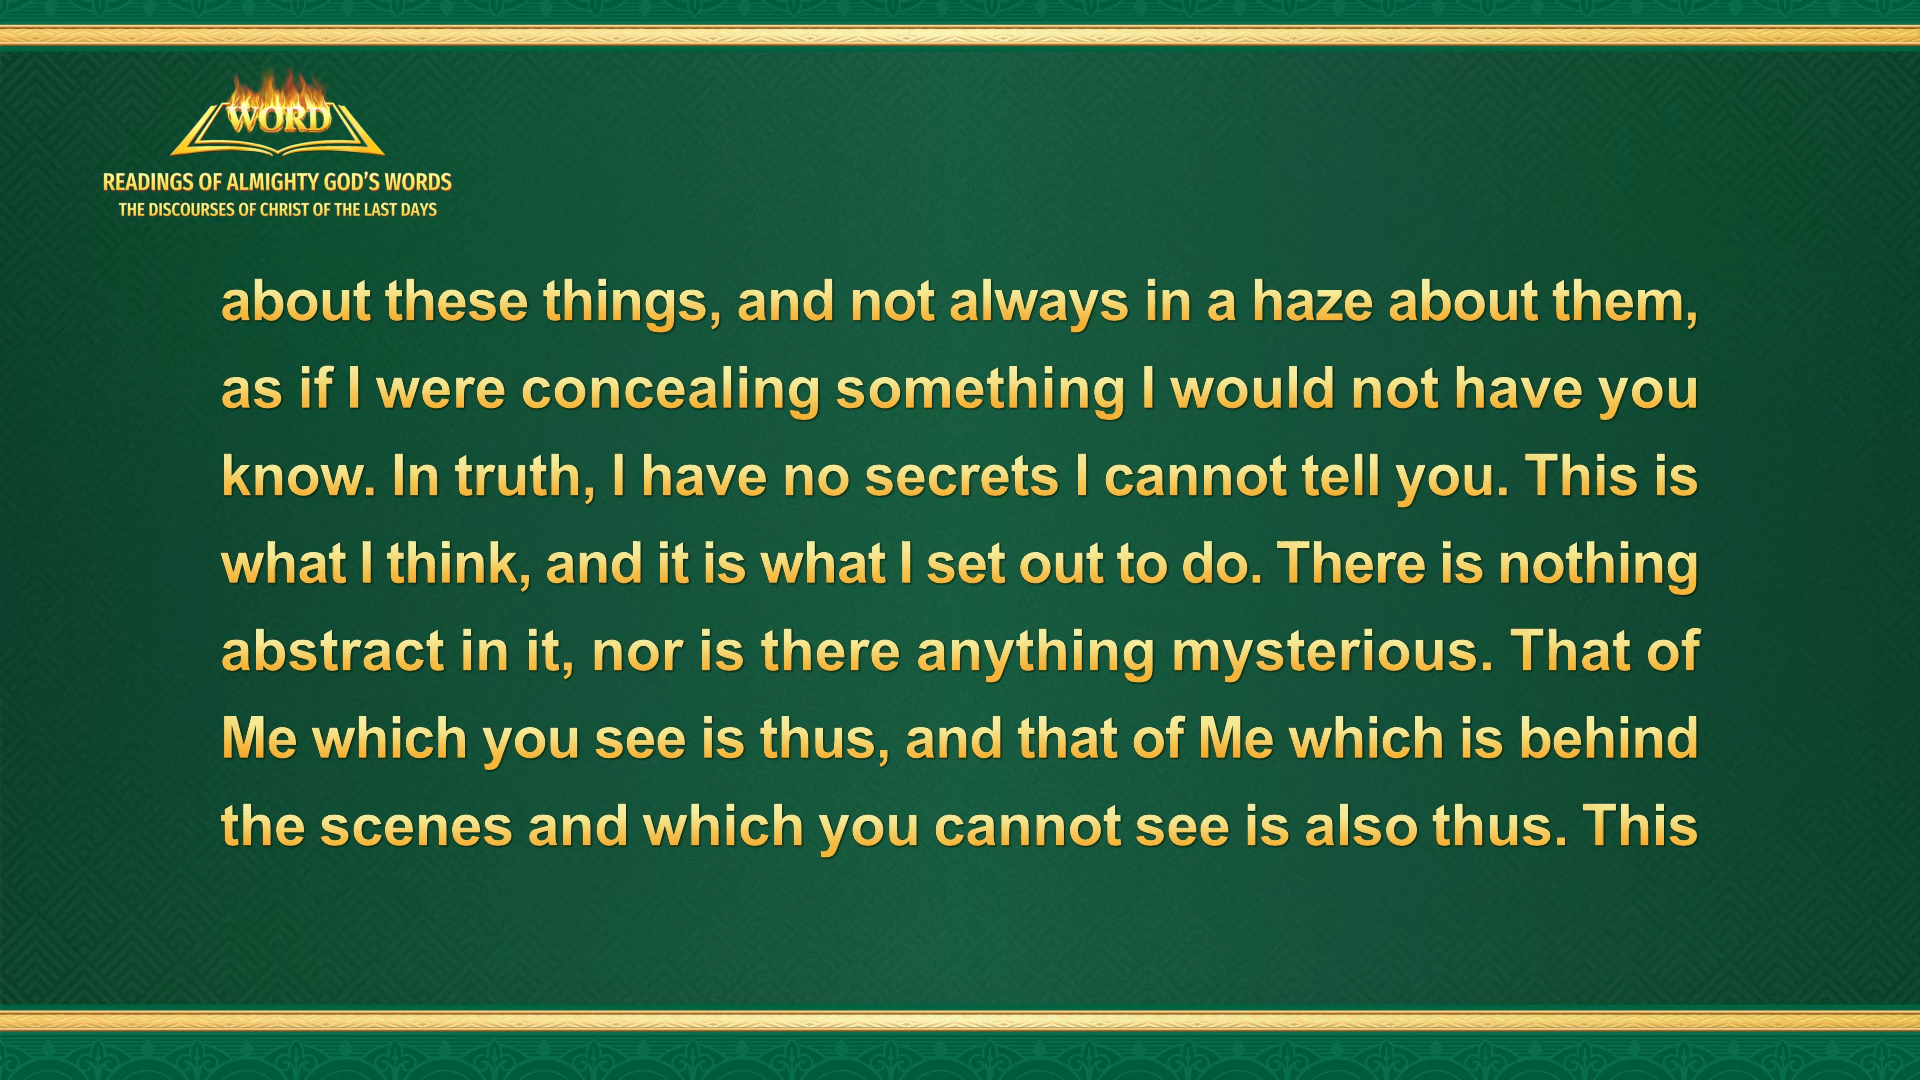 WORD
READINGS OF ALMIGHTY GOD'S WORDS
THE DISCOURSES OF CHRIST OF THE LAST DAYS
about these things, and not always in a haze about them,
as if I were concealing something I would not have you
know. In truth, I have no secrets I cannot tell you. This is
what I think, and it is what I set out to do. There is nothing
abstract in it, nor is there anything mysterious. That of
Me which you see is thus, and that of Me which is behind
the scenes and which you cannot see is also thus. This